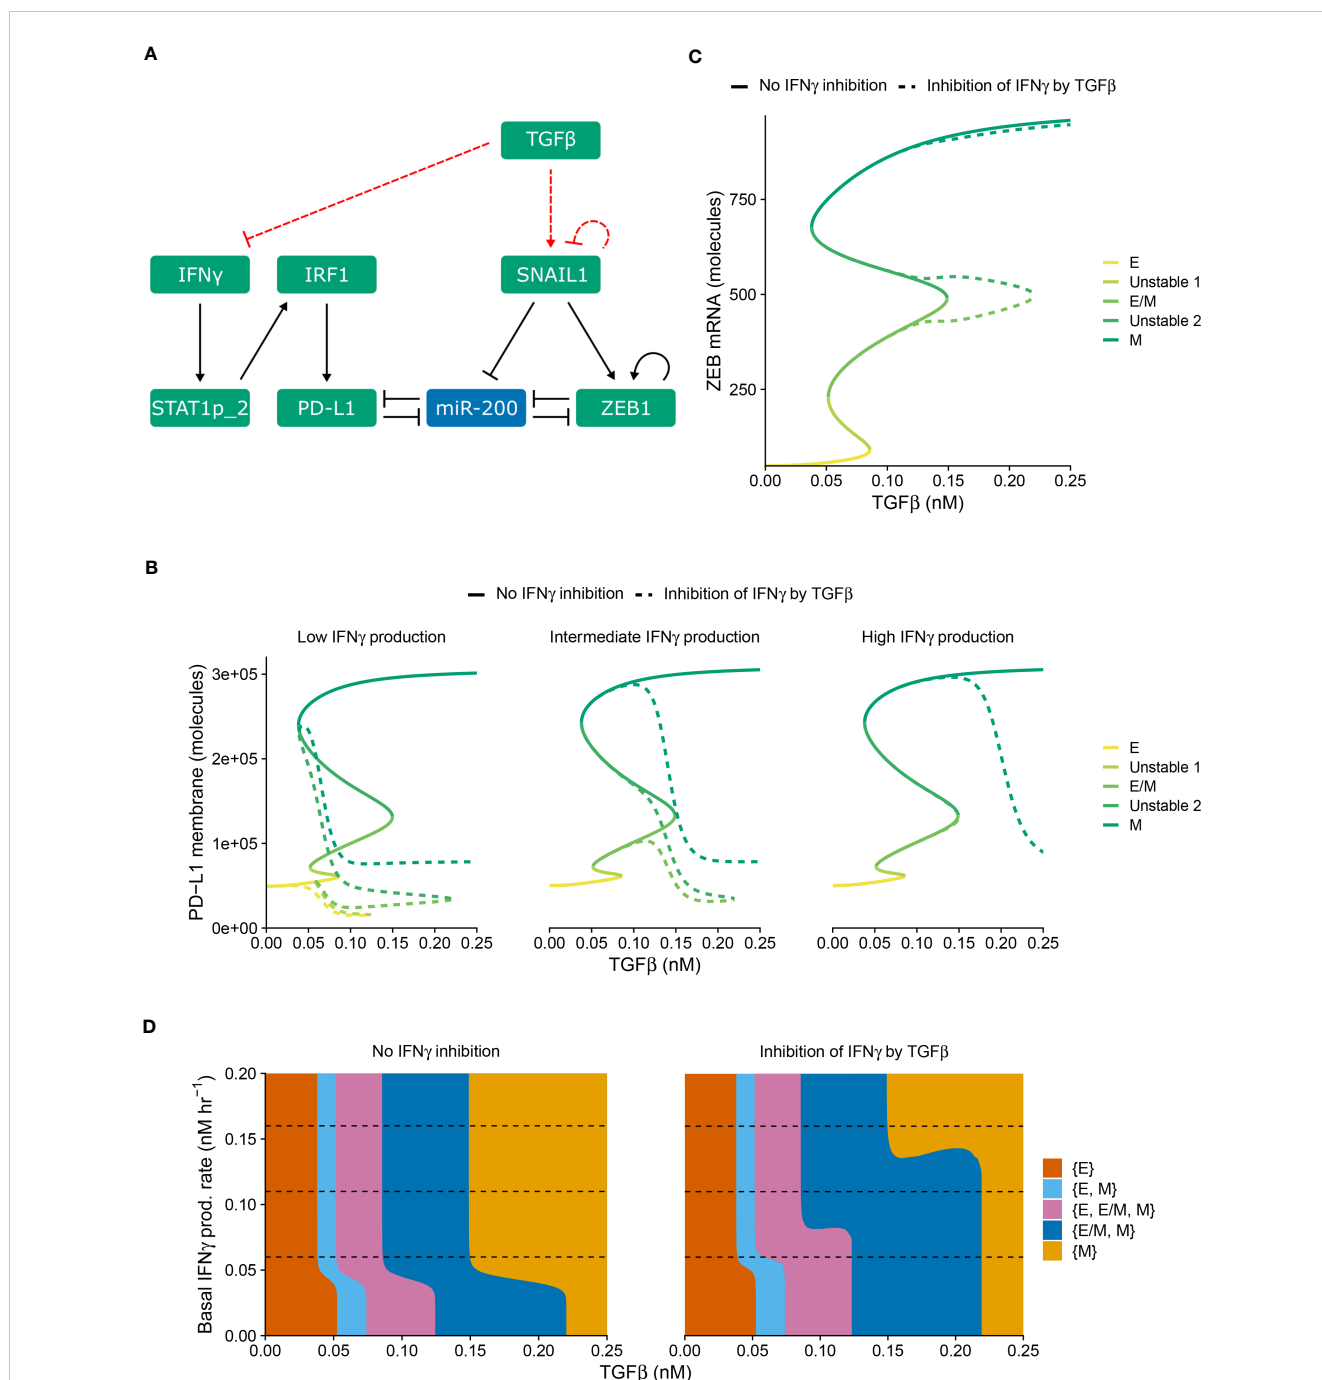 A
TGFβ
IFNγ
IRF1
SNAIL1
STAT1p_2
PD-L1
miR-200
ZEB1
C
No IFNγ inhibition
Inhibition of IFNγ by TGFβ
ZEB mRNA (molecules)
750
500
250
0.00 0.05 0.10 0.15 0.20 0.25
TGFβ (nM)
E
Unstable 1
E/M
Unstable 2
M
B
No IFNγ inhibition
Inhibition of IFNγ by TGFβ
Low IFNγ production
Intermediate IFNγ production
High IFNγ production
PD−L1 membrane (molecules)
3e+05
2e+05
1e+05
0e+00
0.00 0.05 0.10 0.15 0.20 0.25
0.00 0.05 0.10 0.15 0.20 0.25
0.00 0.05 0.10 0.15 0.20 0.25
TGFβ (nM)
E
Unstable 1
E/M
Unstable 2
M
D
No IFNγ inhibition
Inhibition of IFNγ by TGFβ
Basal IFNγ prod. rate (nM hr⁻¹)
0.20
0.15
0.10
0.05
0.00
0.00 0.05 0.10 0.15 0.20 0.25
0.00 0.05 0.10 0.15 0.20 0.25
TGFβ (nM)
{E}
{E, M}
{E, E/M, M}
{E/M, M}
{M}